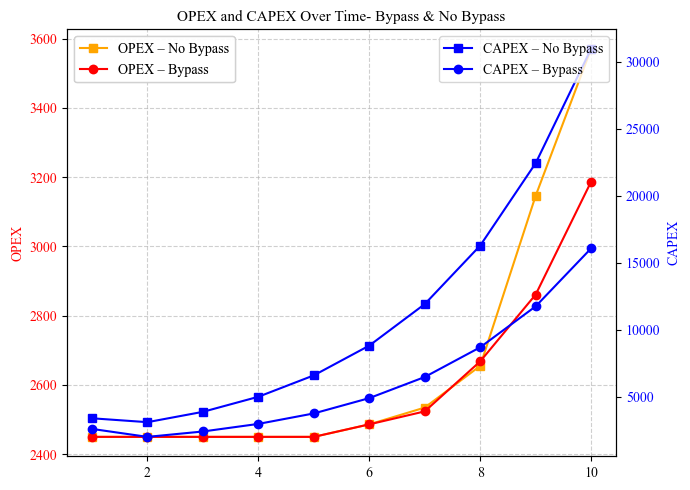 OPEX and CAPEX Over Time- Bypass & No Bypass
OPEX – No Bypass
OPEX – Bypass
CAPEX – No Bypass
CAPEX – Bypass
3600
3400
3200
3000
2800
2600
2400
OPEX
30000
25000
20000
15000
10000
5000
CAPEX
2 4 6 8 10